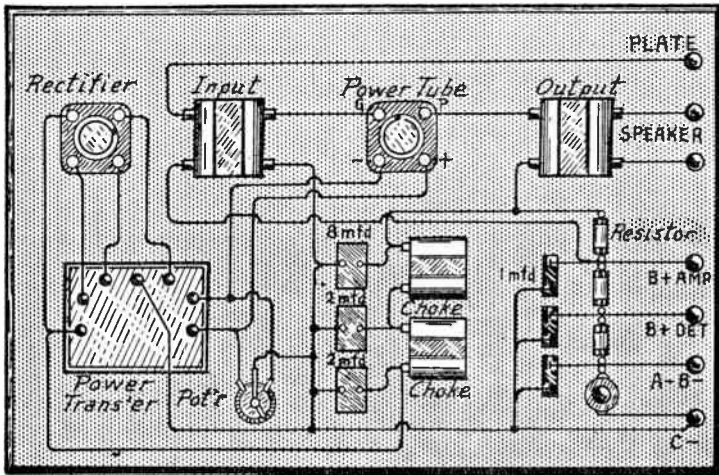 PLATE
Rectifier
Input
Power Tube
Output
G
P
SPEAKER
-
+
8 mfd
Resistor
1 mfd
B+AMP
2 mfd
Choke
B+DET
2 mfd
A-B-
Power
Transf'er
Pot'r
Choke
C-